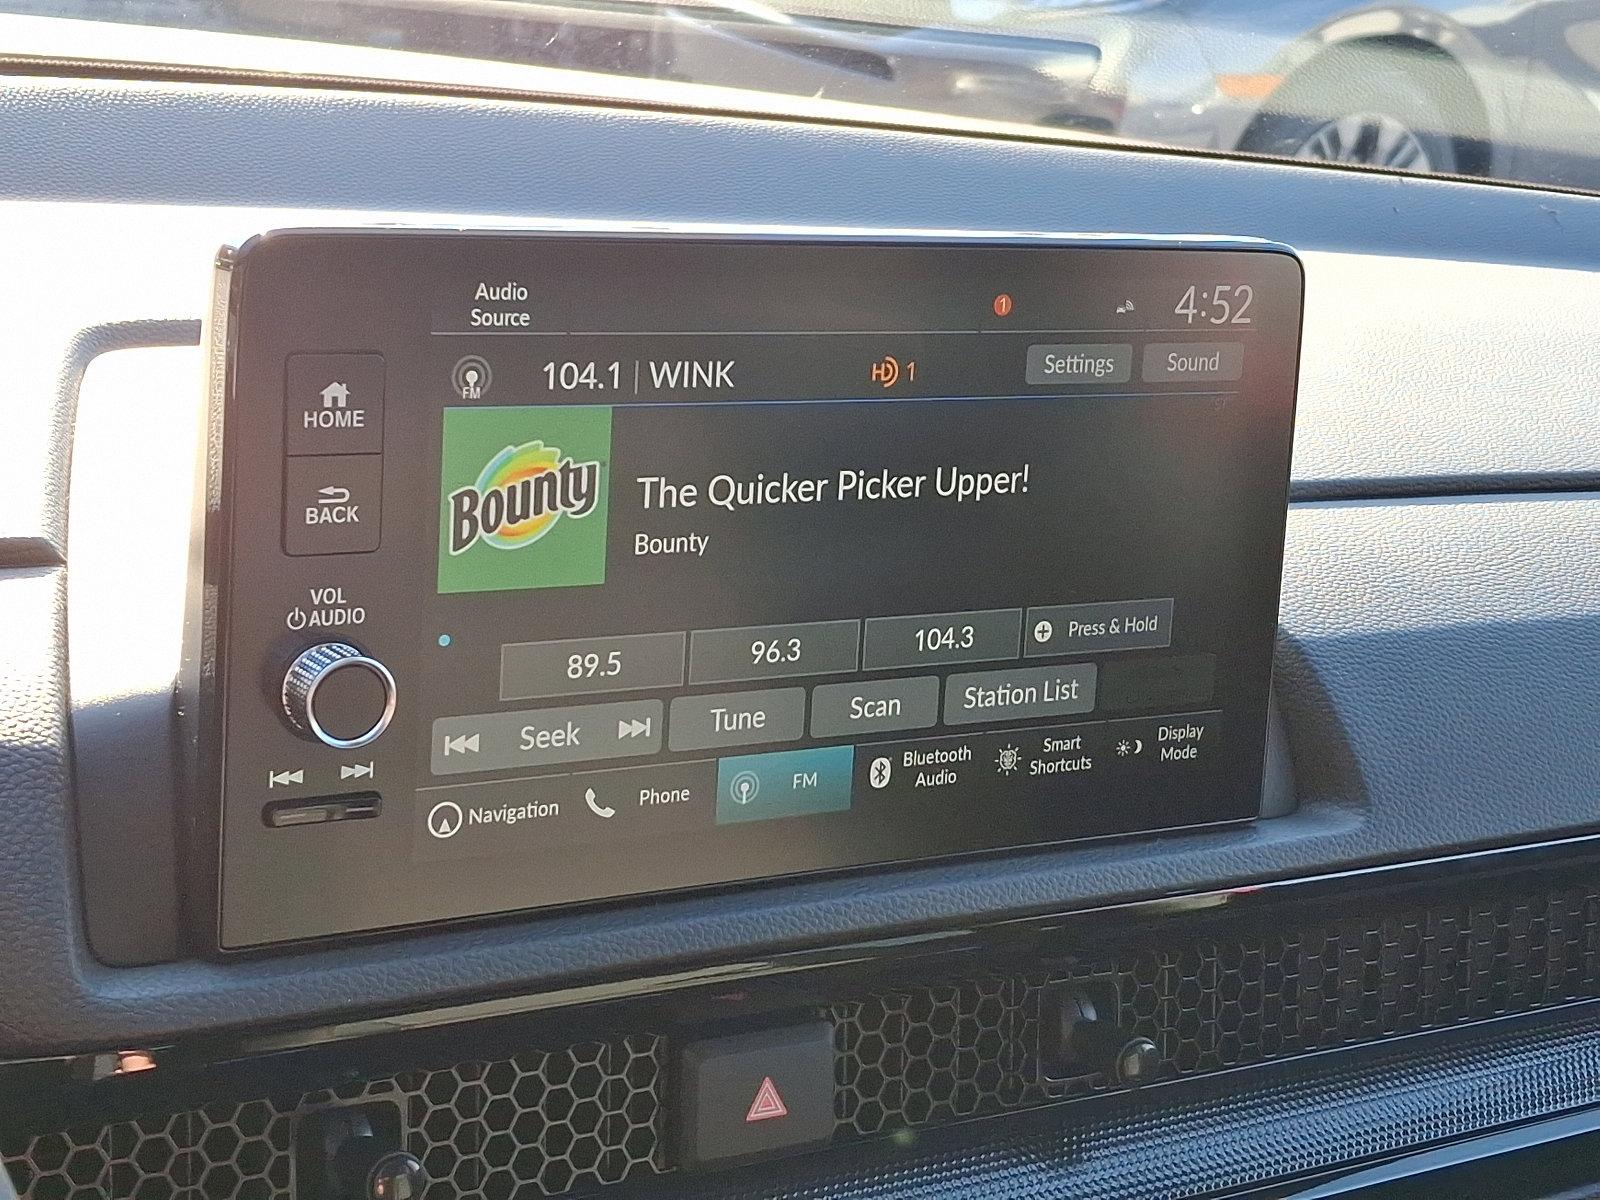 Audio
Source
1
4:52
FM
104.1 | WINK
HD 1
Settings
Sound
HOME
BACK
Bounty
The Quicker Picker Upper!
Bounty
VOL
AUDIO
89.5
96.3
104.3
Press & Hold
Seek
Tune
Scan
Station List
Navigation
Phone
FM
Bluetooth
Audio
Smart
Shortcuts
Display
Mode